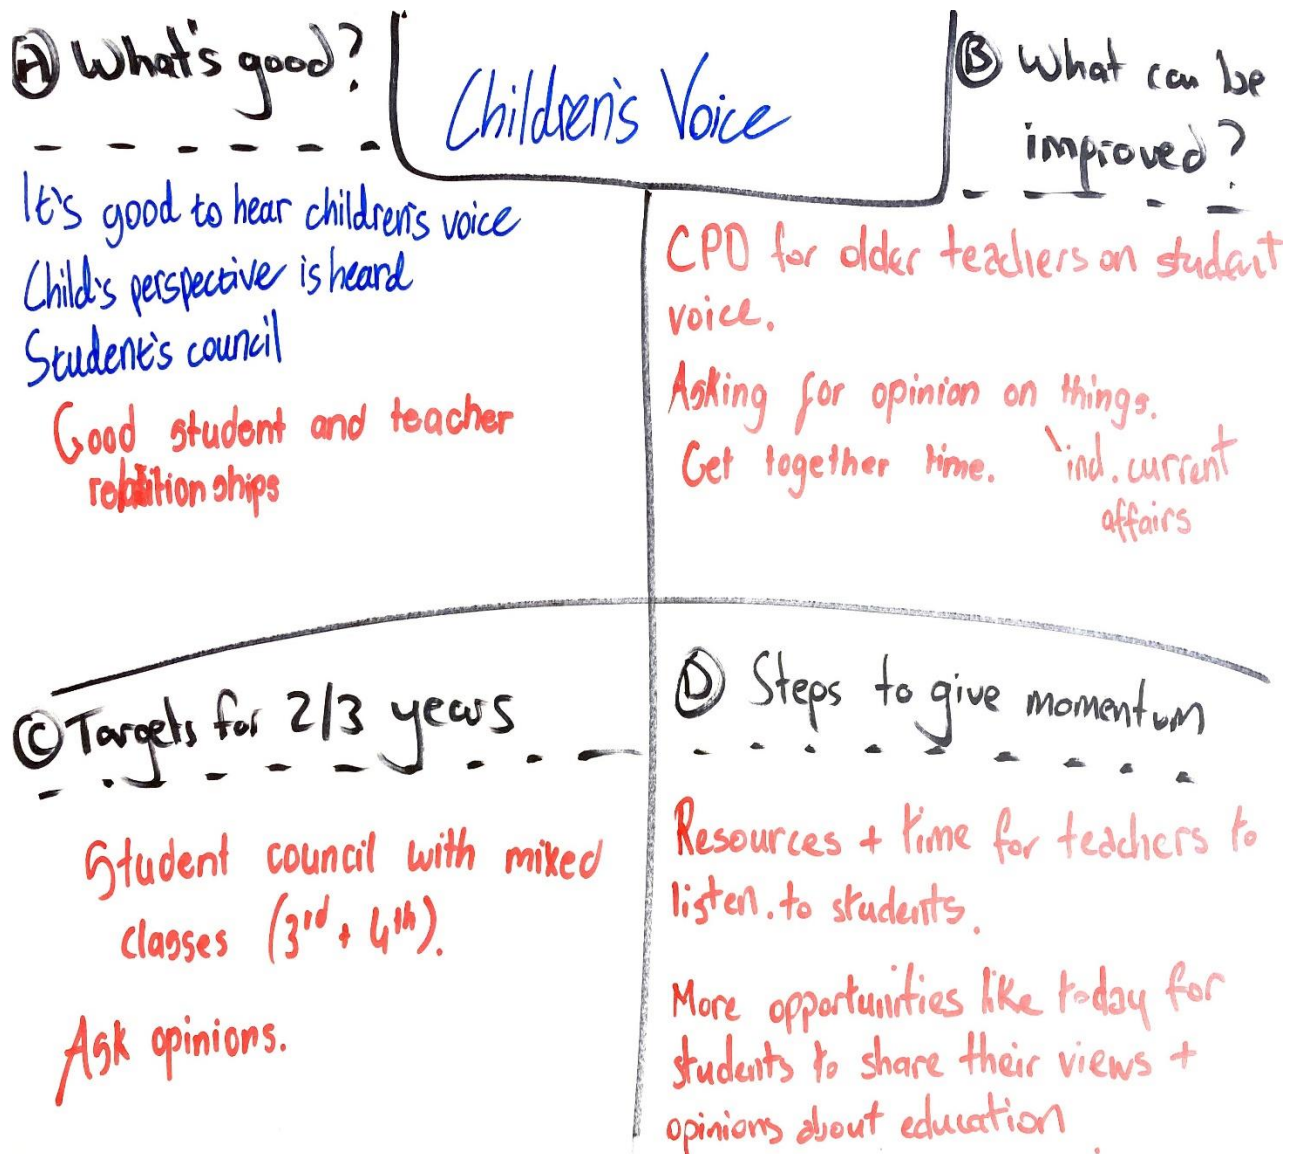 Children's Voice
Ⓐ What's good?
It's good to hear children's voice
Child's perspective is heard
Student's council
Good student and teacher
relationships
Ⓑ What can be
improved?
CPD for older teachers on student
voice.
Asking for opinion on things.
Get together time. ind. current
affairs
Ⓒ Targets for 2/3 years
Student council with mixed
classes (3rd + 4th).
Ask opinions.
Ⓓ Steps to give momentum
Resources + time for teachers to
listen. to students.
More opportunities like today for
students to share their views +
opinions about education.